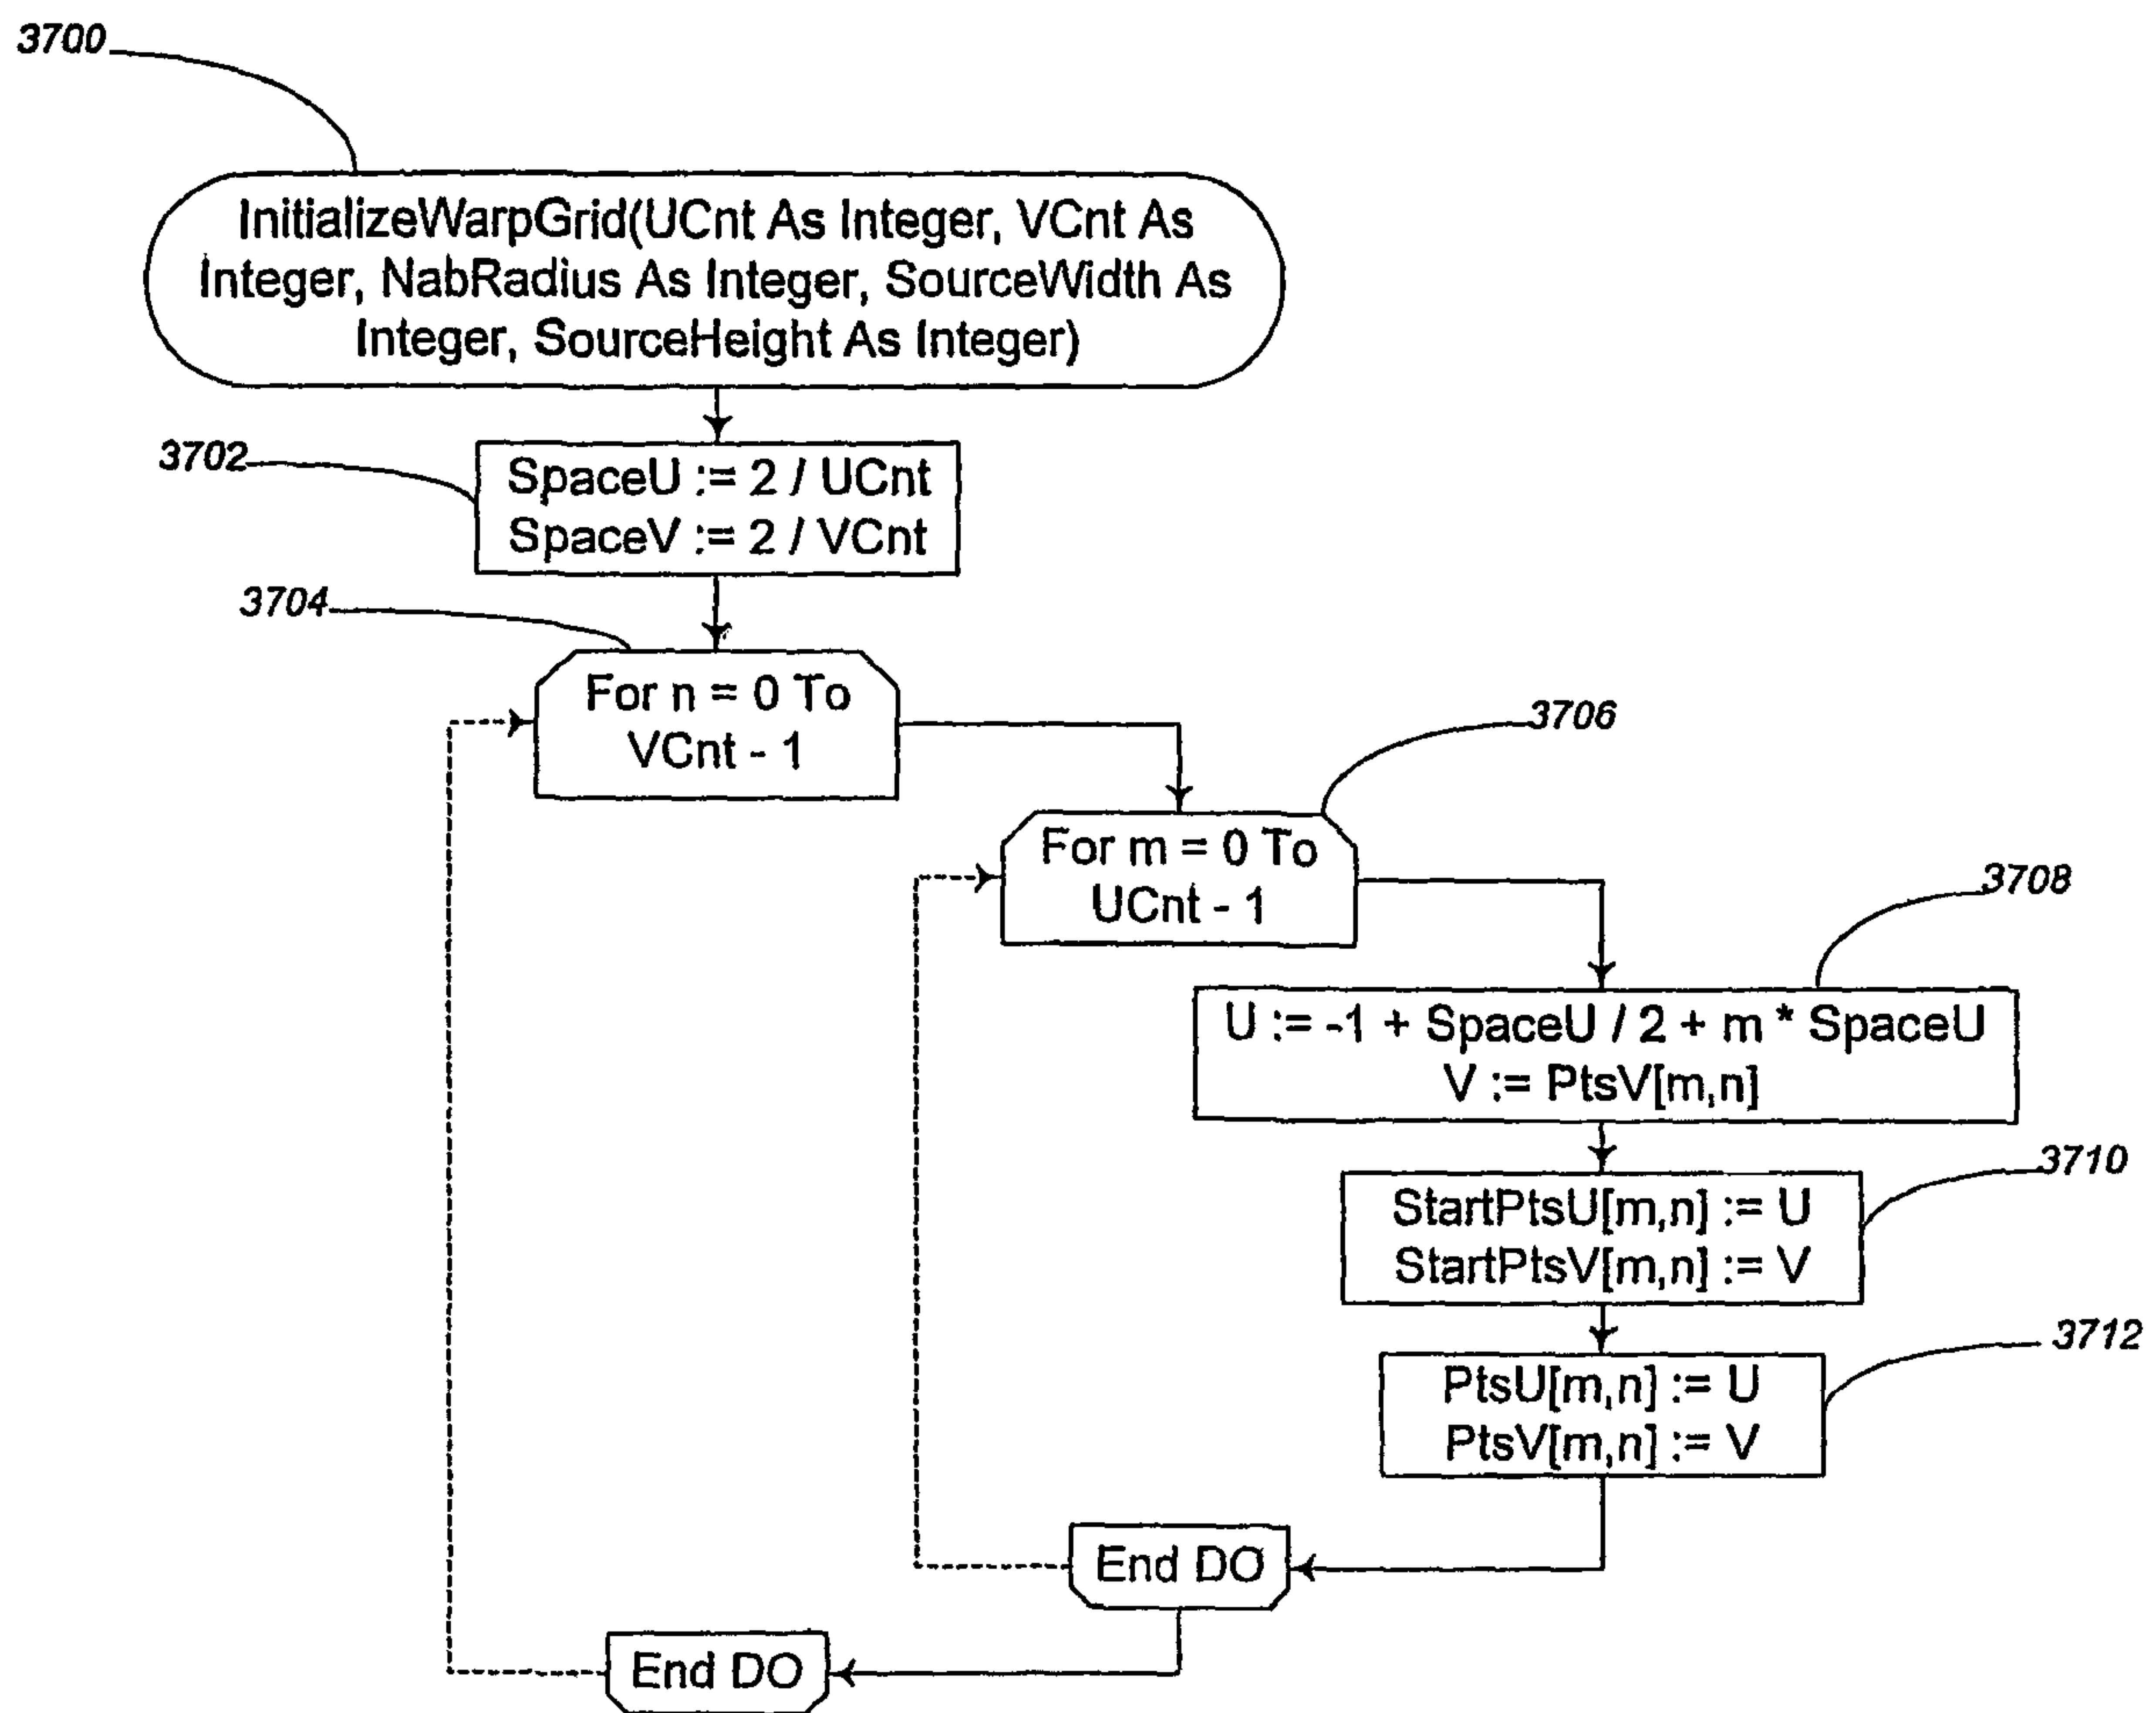 3700
InitializeWarpGrid(UCnt As Integer, VCnt As
Integer, NabRadius As Integer, SourceWidth As
Integer, SourceHeight As Integer)
3702
SpaceU := 2 / UCnt
SpaceV := 2 / VCnt
3704
For n = 0 To
VCnt - 1
3706
For m = 0 To
UCnt - 1
3708
U := -1 + SpaceU / 2 + m * SpaceU
V := PtsV[m,n]
3710
StartPtsU[m,n] := U
StartPtsV[m,n] := V
3712
PtsU[m,n] := U
PtsV[m,n] := V
End DO
End DO